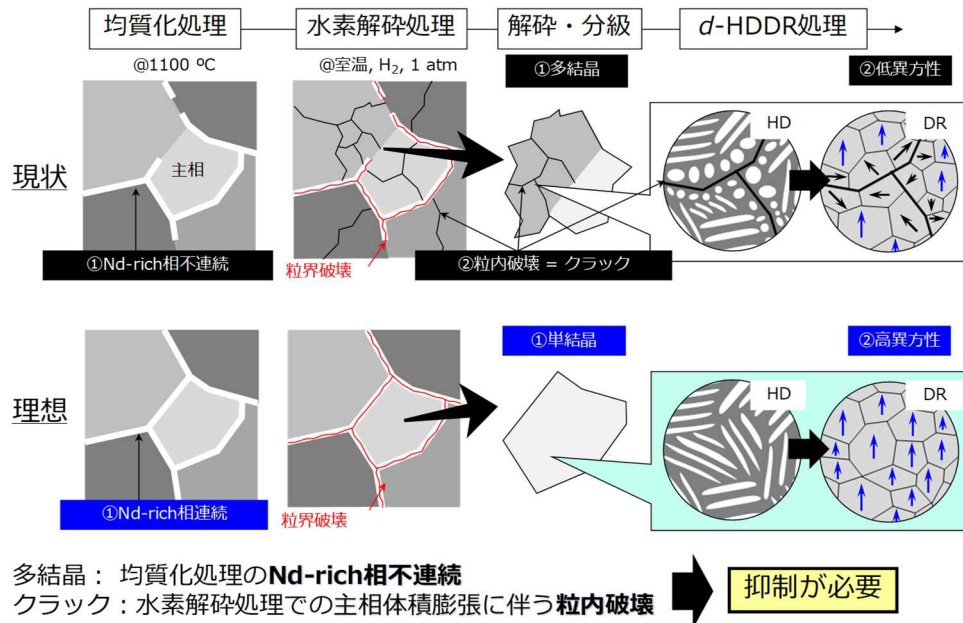 均質化処理
水素解砕処理
解砕・分級
d-HDDR処理
@1100 ºC
@室温, H₂, 1 atm
①多結晶
②低異方性
現状
主相
HD
DR
①Nd-rich相不連続
粒界破壊
②粒内破壊 = クラック
理想
①単結晶
②高異方性
HD
DR
①Nd-rich相連続
粒界破壊
多結晶： 均質化処理のNd-rich相不連続
クラック：水素解砕処理での主相体積膨張に伴う粒内破壊
抑制が必要